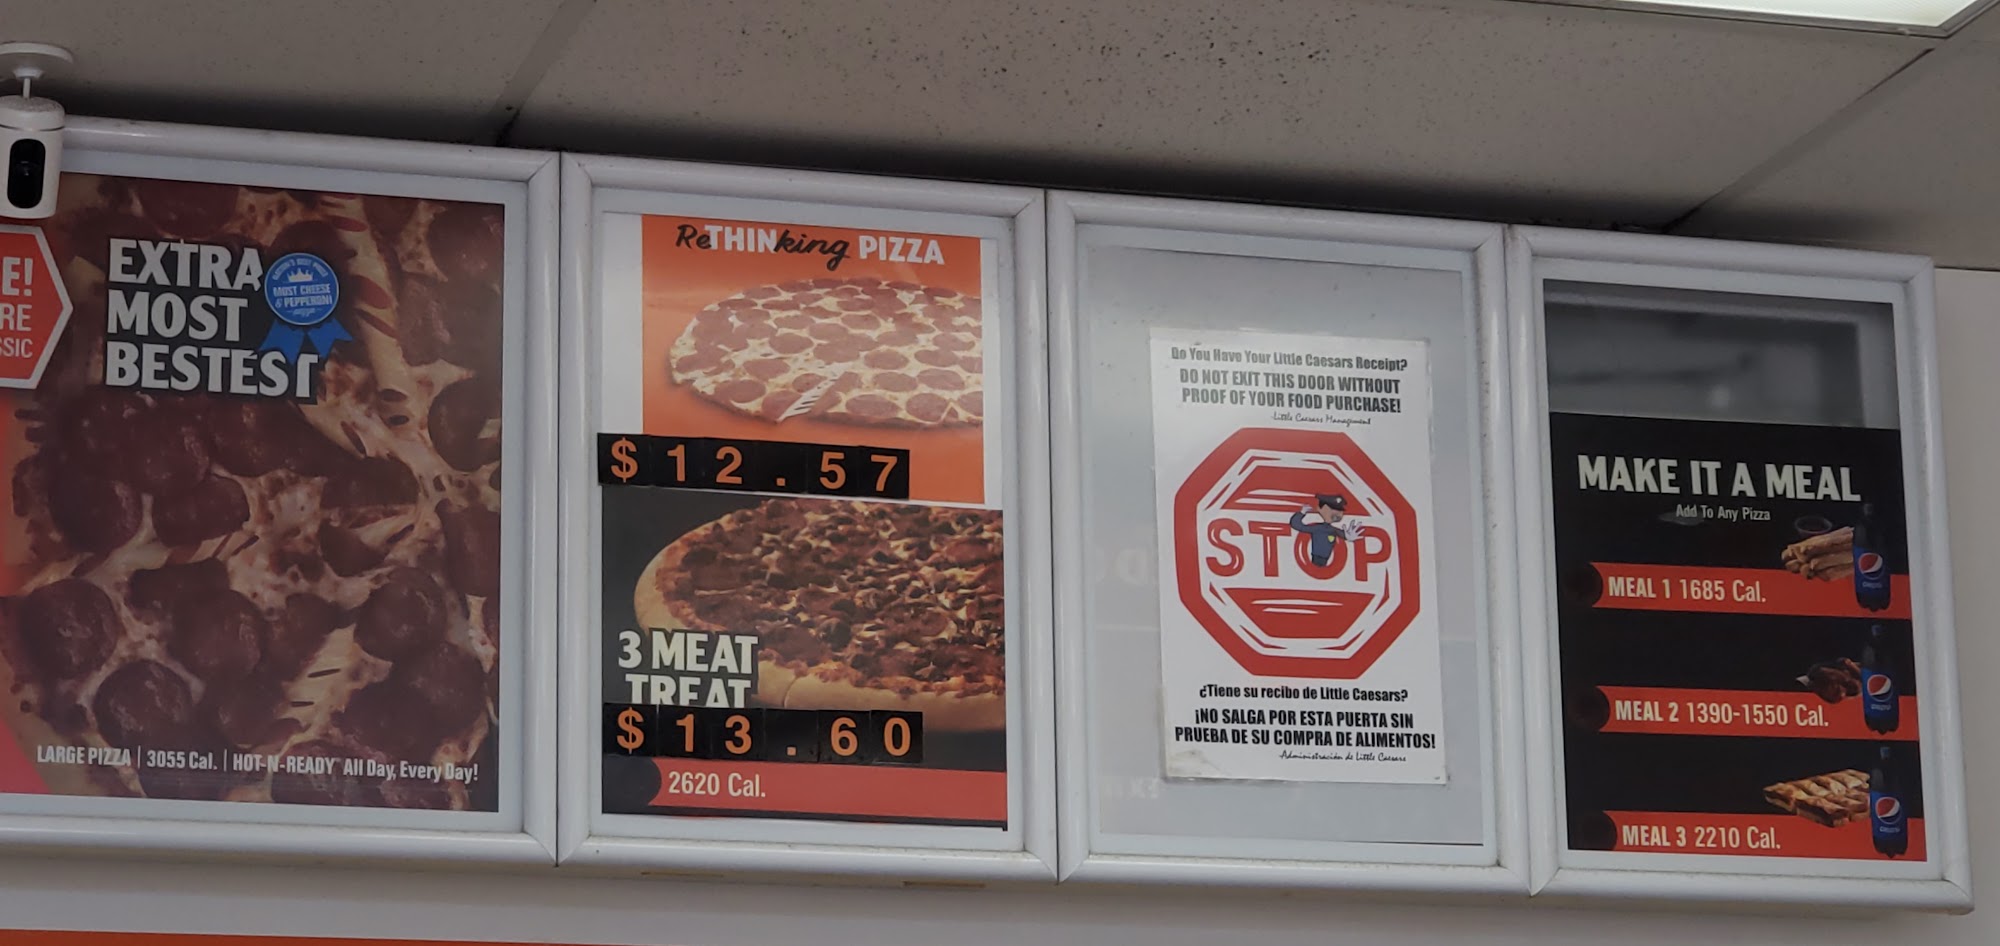 E!
RE
SSIC
EXTRA
MOST
BESTEST
MOST CHEESE
& PEPPERONI
LARGE PIZZA | 3055 Cal. | HOT-N-READY All Day, Every Day!
ReTHINking PIZZA
$12.57
3 MEAT
TREAT
$13.60
2620 Cal.
Do You Have Your Little Caesars Receipt?
DO NOT EXIT THIS DOOR WITHOUT
PROOF OF YOUR FOOD PURCHASE!
-Little Caesars Management
STOP
¿Tiene su recibo de Little Caesars?
¡NO SALGA POR ESTA PUERTA SIN
PRUEBA DE SU COMPRA DE ALIMENTOS!
-Administración de Little Caesars
MAKE IT A MEAL
Add To Any Pizza
MEAL 1 1685 Cal.
pepsi
MEAL 2 1390-1550 Cal.
pepsi
MEAL 3 2210 Cal.
pepsi